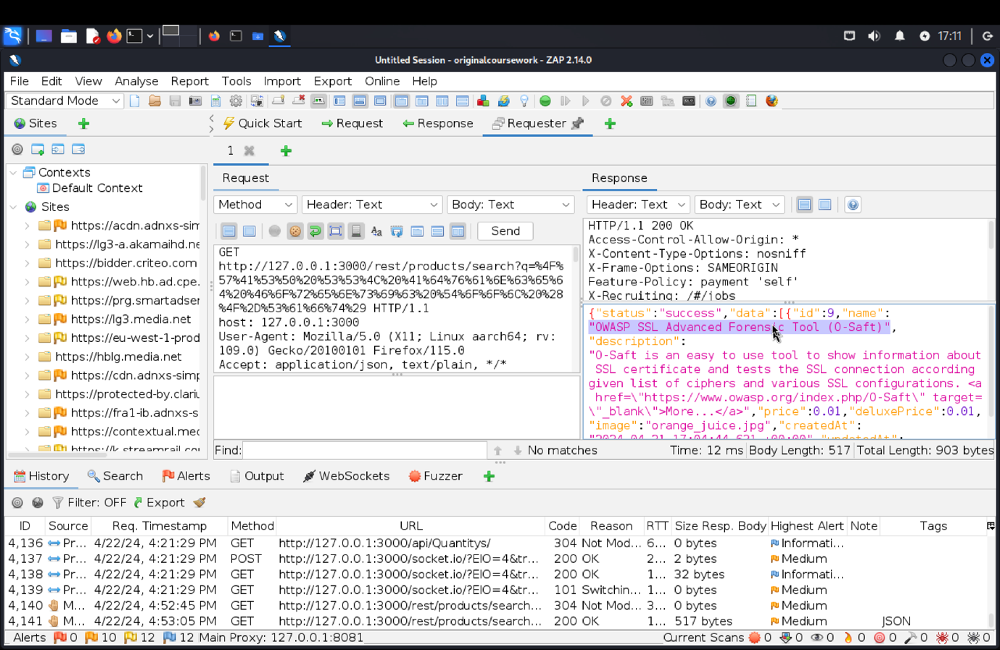 17:11
Untitled Session - originalcoursework - ZAP 2.14.0
File Edit View Analyse Report Tools Import Export Online Help
Standard Mode
Sites
Quick Start Request Response Requester
1
Contexts
Default Context
Sites
https://acdn.adnxs-sim
https://lg3-a.akamaihd.ne
https://bidder.criteo.com
https://web.hb.ad.cpe.
https://prg.smartadser
https://lg3.media.net
https://eu-west-1-prod
https://hblg.media.net
https://cdn.adnxs-simp
https://protected-by.clariu
https://fra1-ib.adnxs-s
https://contextual.med
https://k.streamrail.cor
Request
Method Header: Text Body: Text
Send
GET
http://127.0.0.1:3000/rest/products/search?q=%4F%
57%41%53%50%20%53%53%4C%20%41%64%76%61%6E%63%65%6
4%20%46%6F%72%65%6E%73%69%63%20%54%6F%6F%6C%20%28
%4F%2D%53%61%66%74%29 HTTP/1.1
host: 127.0.0.1:3000
User-Agent: Mozilla/5.0 (X11; Linux aarch64; rv:
109.0) Gecko/20100101 Firefox/115.0
Accept: application/json, text/plain, */*
Response
Header: Text Body: Text
HTTP/1.1 200 OK
Access-Control-Allow-Origin: *
X-Content-Type-Options: nosniff
X-Frame-Options: SAMEORIGIN
Feature-Policy: payment 'self'
X-Recruiting: /#/jobs
{"status":"success","data":[{"id":9,"name":
"OWASP SSL Advanced Forensic Tool (O-Saft)",
"description":
"O-Saft is an easy to use tool to show information about
SSL certificate and tests the SSL connection according
given list of ciphers and various SSL configurations. <a
href=\"https://www.owasp.org/index.php/O-Saft\" target=
\"_blank\">More...</a>","price":0.01,"deluxePrice":0.01,
"image":"orange_juice.jpg","createdAt":
"2024-04-21 17:04:44.631 +00:00","updatedAt":
Find: No matches Time: 12 ms Body Length: 517 Total Length: 903 bytes
History Search Alerts Output WebSockets Fuzzer
Filter: OFF Export
ID Source Req. Timestamp Method URL Code Reason RTT Size Resp. Body Highest Alert Note Tags
4,136 Pr... 4/22/24, 4:21:29 PM GET http://127.0.0.1:3000/api/Quantitys/ 304 Not Mod... 6... 0 bytes Informati...
4,137 Pr... 4/22/24, 4:21:29 PM POST http://127.0.0.1:3000/socket.io/?EIO=4&tr... 200 OK 2... 2 bytes Medium
4,138 Pr... 4/22/24, 4:21:29 PM GET http://127.0.0.1:3000/socket.io/?EIO=4&tr... 200 OK 1... 32 bytes Informati...
4,139 Pr... 4/22/24, 4:21:29 PM GET http://127.0.0.1:3000/socket.io/?EIO=4&tr... 101 Switchin... 1... 0 bytes Medium
4,140 M... 4/22/24, 4:52:45 PM GET http://127.0.0.1:3000/rest/products/search... 304 Not Mod... 3... 0 bytes Medium
4,141 M... 4/22/24, 4:53:05 PM GET http://127.0.0.1:3000/rest/products/search... 200 OK 1... 517 bytes Medium JSON
Alerts 0 10 12 12 Main Proxy: 127.0.0.1:8081 Current Scans 0 0 0 0 0 0 0 0